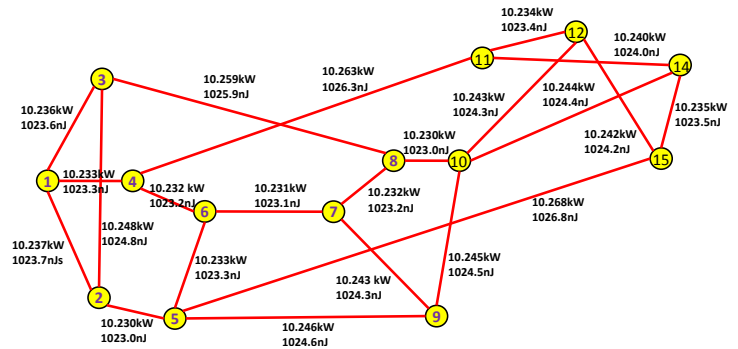 10.234kW
1023.4nJ
12
10.240kW
1024.0nJ
11
14
10.259kW
1025.9nJ
10.263kW
1026.3nJ
3
10.244kW
1024.4nJ
10.243kW
1024.3nJ
10.235kW
1023.5nJ
10.236kW
1023.6nJ
10.230kW
1023.0nJ
10.242kW
1024.2nJ
8
10
15
10.233kW
1023.3nJ
1
4
10.232 kW
1023.2nJ
10.231kW
1023.1nJ
10.232kW
1023.2nJ
6
7
10.268kW
1026.8nJ
10.248kW
1024.8nJ
10.237kW
1023.7nJs
10.245kW
1024.5nJ
10.233kW
1023.3nJ
10.243 kW
1024.3nJ
2
5
9
10.230kW
1023.0nJ
10.246kW
1024.6nJ